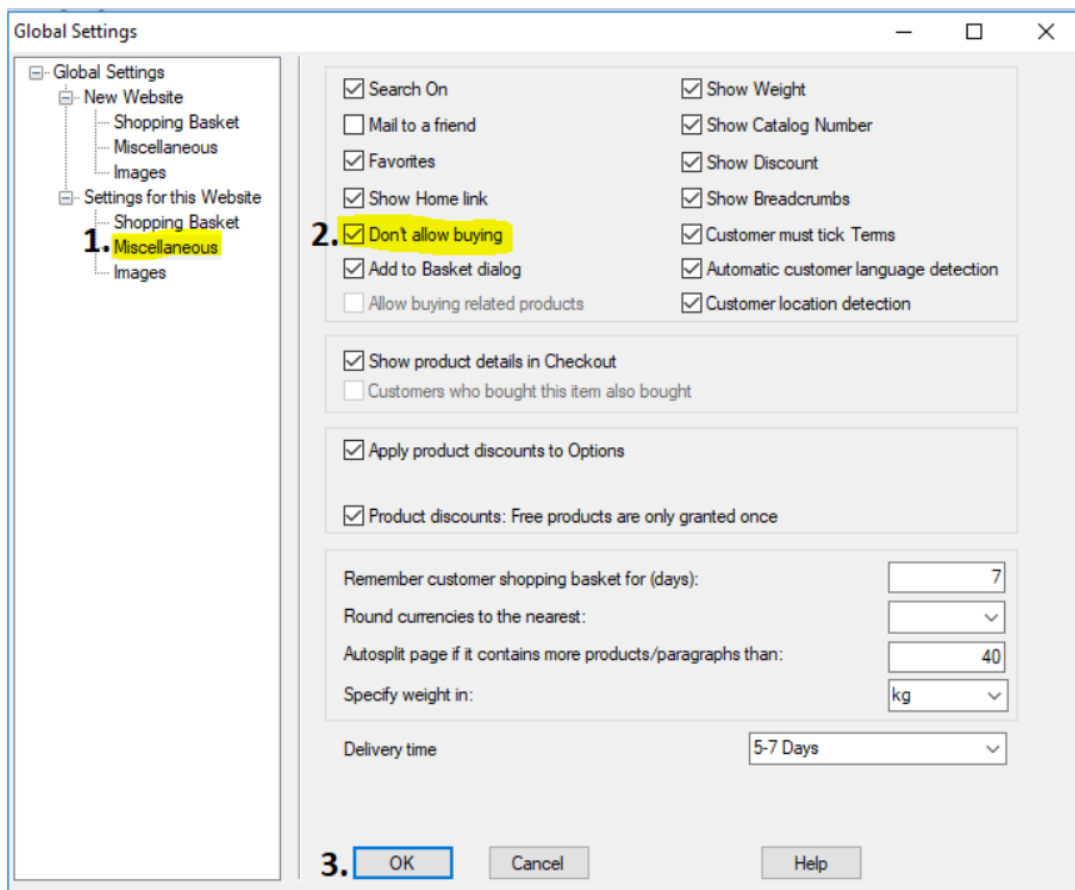 Global Settings
Global Settings
New Website
Shopping Basket
Miscellaneous
Images
Settings for this Website
Shopping Basket
1. Miscellaneous
Images
Search On
Mail to a friend
Favorites
Show Home link
2. Don't allow buying
Add to Basket dialog
Allow buying related products
Show Weight
Show Catalog Number
Show Discount
Show Breadcrumbs
Customer must tick Terms
Automatic customer language detection
Customer location detection
Show product details in Checkout
Customers who bought this item also bought
Apply product discounts to Options
Product discounts: Free products are only granted once
Remember customer shopping basket for (days): 7
Round currencies to the nearest:
Autosplit page if it contains more products/paragraphs than: 40
Specify weight in: kg
Delivery time 5-7 Days
3. OK Cancel Help